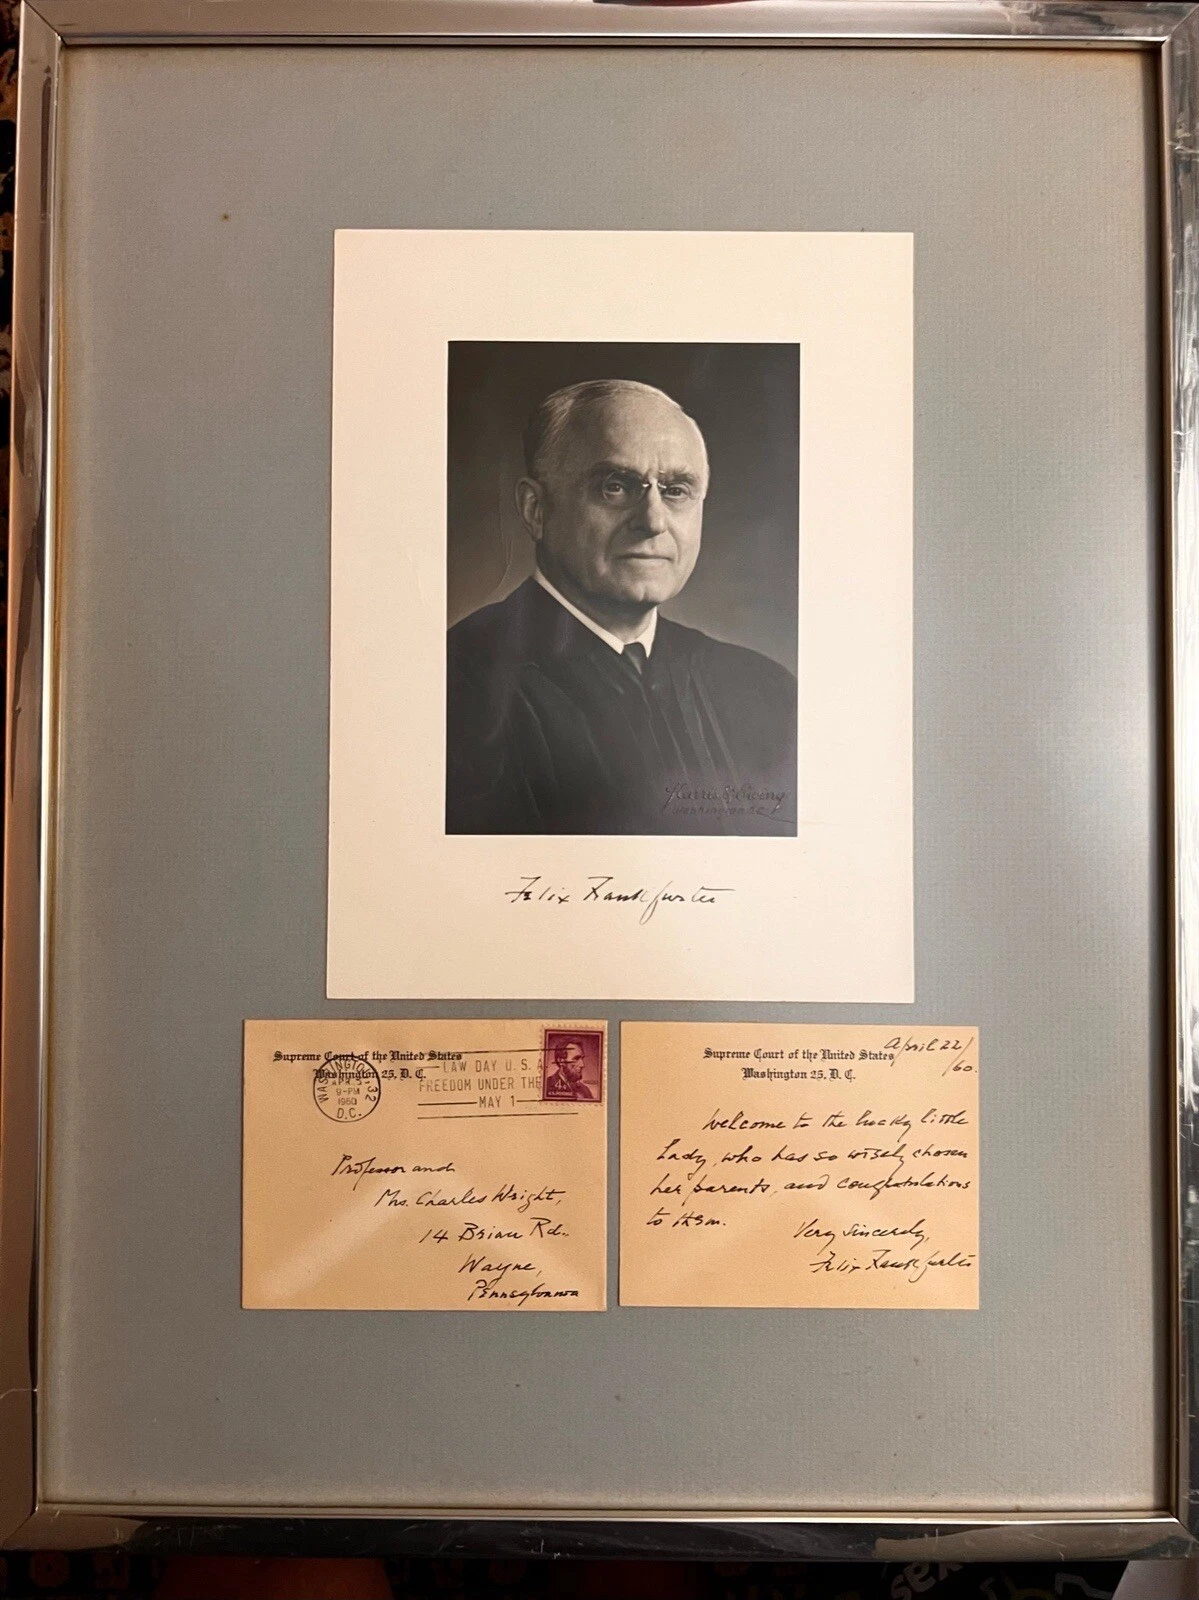 Harris & Ewing
Washington D.C.
Felix Frankfurter
Supreme Court of the United States
Washington 25, D. C.
WASHINGTON
8-PM
1960
D.C.
32
LAW DAY U. S. A
FREEDOM UNDER THE
MAY 1
4¢
Professor and
Mrs. Charles Wright,
14 Brian Rd.,
Wayne,
Pennsylvania
Supreme Court of the United States
Washington 25, D. C.
April 22/
/60.
Welcome to the lucky little
lady, who has so wisely chosen
her parents, and congratulations
to them.
Very Sincerely,
Felix Frankfurter